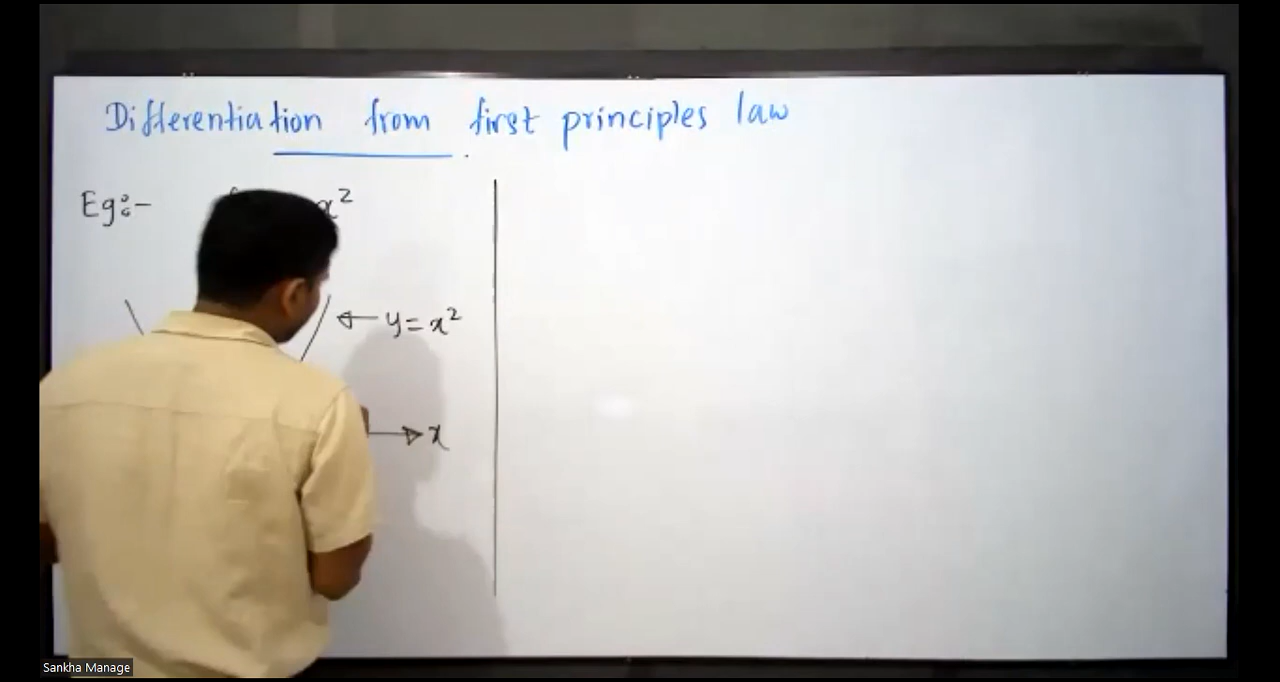 Differentiation from first principles law
Eg:- x²
y = x²
x
Sankha Manage